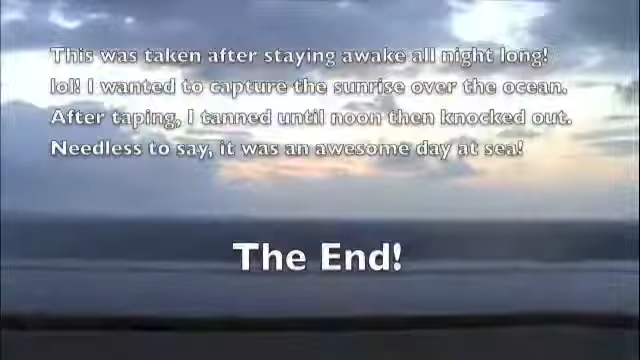 This was taken after staying awake all night long!
lol! I wanted to capture the sunrise over the ocean.
After taping, I tanned until noon then knocked out.
Needless to say, it was an awesome day at sea!
The End!